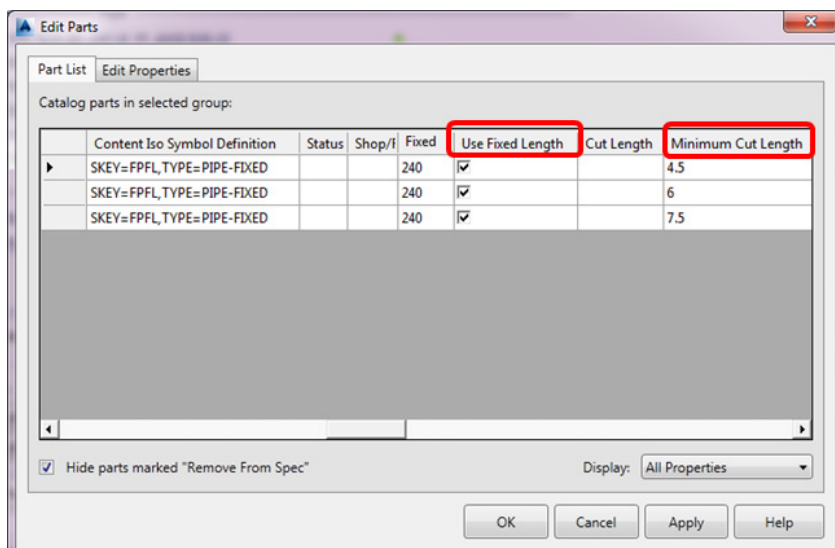 Edit Parts
Part List Edit Properties
Catalog parts in selected group:
Content Iso Symbol Definition Status Shop/F Fixed Use Fixed Length Cut Length Minimum Cut Length
SKEY=FPFL,TYPE=PIPE-FIXED 240 4.5
SKEY=FPFL,TYPE=PIPE-FIXED 240 6
SKEY=FPFL,TYPE=PIPE-FIXED 240 7.5
Hide parts marked "Remove From Spec" Display: All Properties
OK Cancel Apply Help